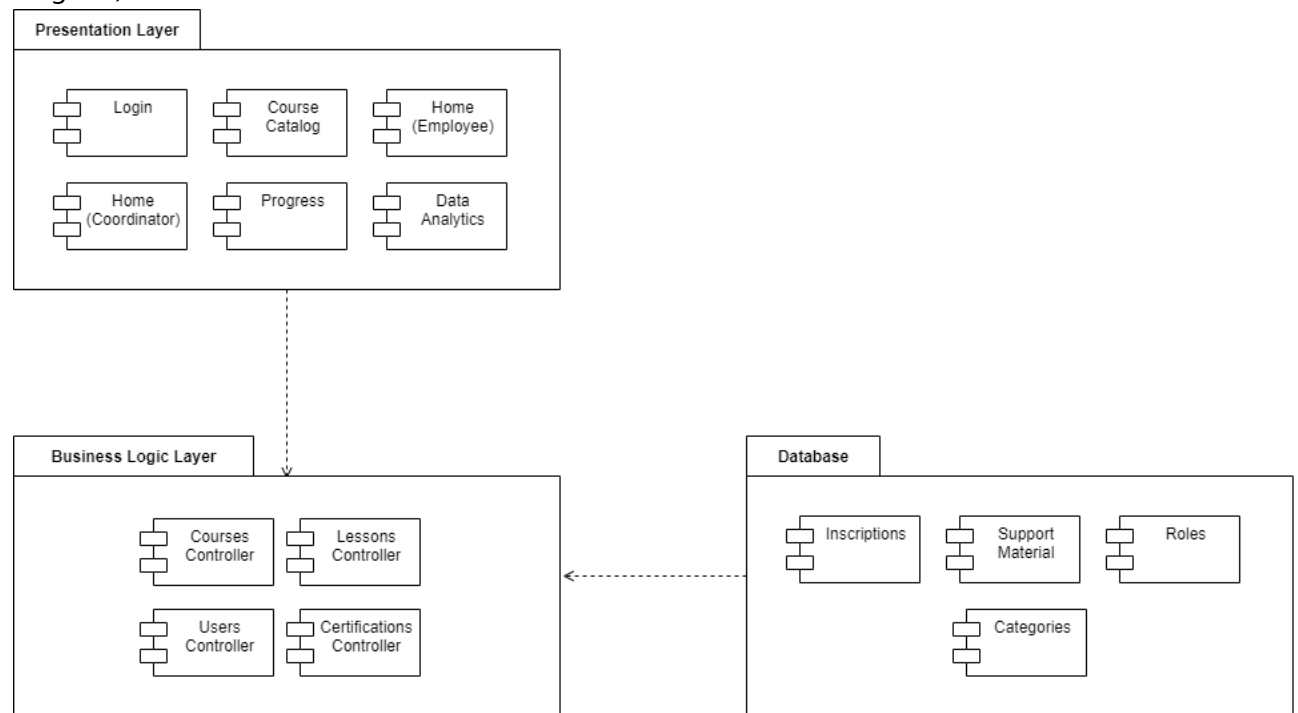 Presentation Layer
Login
Course
Catalog
Home
(Employee)
Home
(Coordinator)
Progress
Data
Analytics
Business Logic Layer
Courses
Controller
Lessons
Controller
Users
Controller
Certifications
Controller
Database
Inscriptions
Support
Material
Roles
Categories